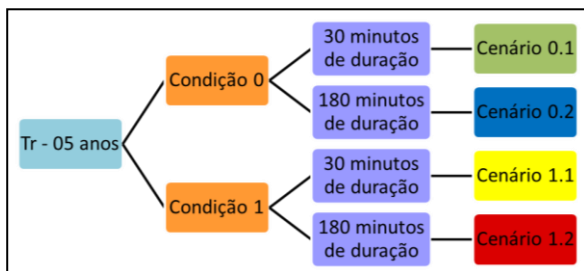 30 minutos
de duração
Cenário 0.1
Condição 0
180 minutos
de duração
Cenário 0.2
Tr - 05 anos
30 minutos
de duração
Cenário 1.1
Condição 1
180 minutos
de duração
Cenário 1.2